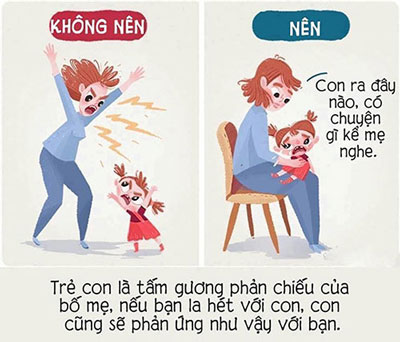 KHÔNG NÊN
NÊN
Con ra đây
nào, có
chuyện
gì kể mẹ
nghe.
Trẻ con là tấm gương phản chiếu của
bố mẹ, nếu bạn la hét với con, con
cũng sẽ phản ứng như vậy với bạn.